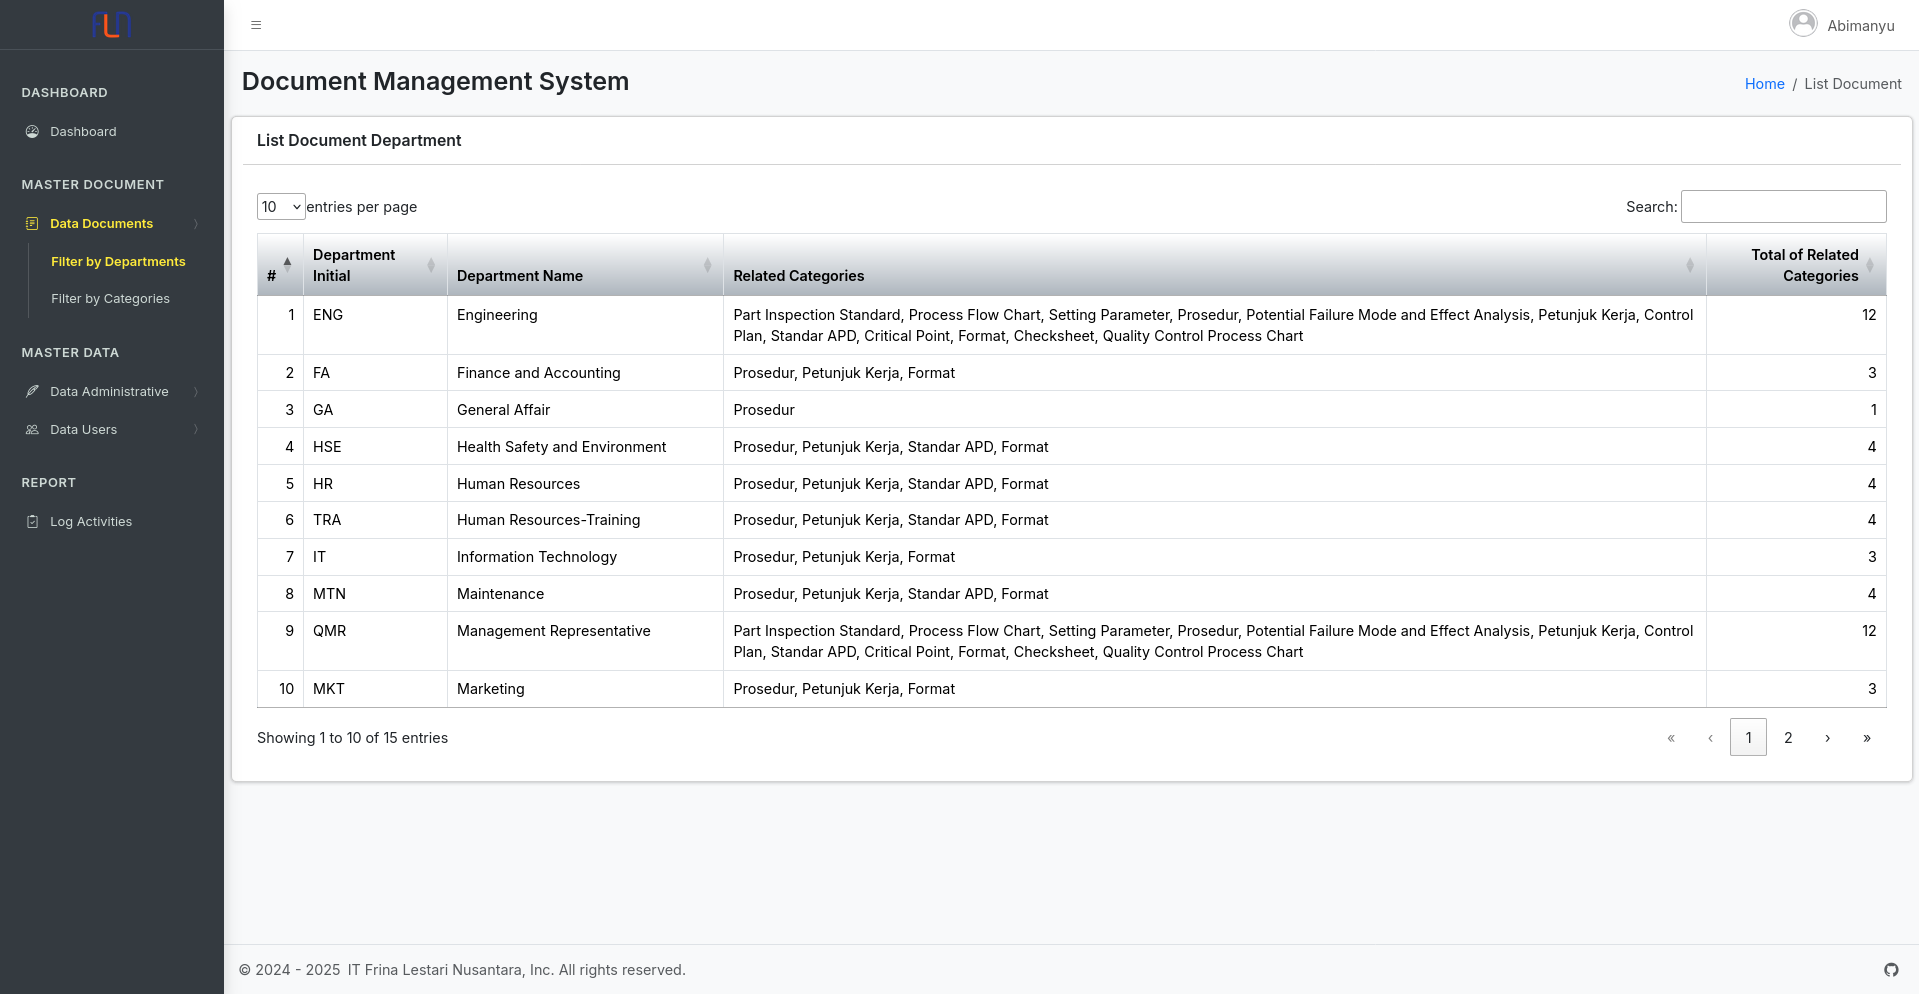 FLN
Abimanyu
Document Management System
Home / List Document
DASHBOARD
Dashboard
MASTER DOCUMENT
Data Documents
Filter by Departments
Filter by Categories
MASTER DATA
Data Administrative
Data Users
REPORT
Log Activities
List Document Department
10 entries per page
Search:
# Department Initial Department Name Related Categories Total of Related Categories
1 ENG Engineering Part Inspection Standard, Process Flow Chart, Setting Parameter, Prosedur, Potential Failure Mode and Effect Analysis, Petunjuk Kerja, Control 12
Plan, Standar APD, Critical Point, Format, Checksheet, Quality Control Process Chart
2 FA Finance and Accounting Prosedur, Petunjuk Kerja, Format 3
3 GA General Affair Prosedur 1
4 HSE Health Safety and Environment Prosedur, Petunjuk Kerja, Standar APD, Format 4
5 HR Human Resources Prosedur, Petunjuk Kerja, Standar APD, Format 4
6 TRA Human Resources-Training Prosedur, Petunjuk Kerja, Standar APD, Format 4
7 IT Information Technology Prosedur, Petunjuk Kerja, Format 3
8 MTN Maintenance Prosedur, Petunjuk Kerja, Standar APD, Format 4
9 QMR Management Representative Part Inspection Standard, Process Flow Chart, Setting Parameter, Prosedur, Potential Failure Mode and Effect Analysis, Petunjuk Kerja, Control 12
Plan, Standar APD, Critical Point, Format, Checksheet, Quality Control Process Chart
10 MKT Marketing Prosedur, Petunjuk Kerja, Format 3
Showing 1 to 10 of 15 entries
« ‹ 1 2 › »
© 2024 - 2025 IT Frina Lestari Nusantara, Inc. All rights reserved.